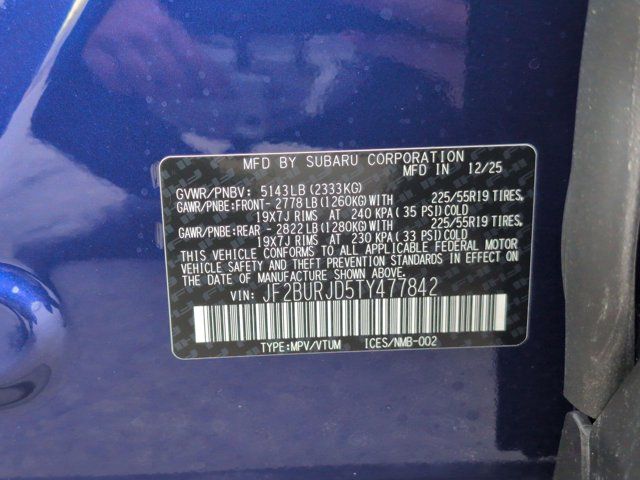 MFD BY SUBARU CORPORATION
MFD IN 12/25
GVWR/PNBV: 5143LB (2333KG)
GAWR/PNBE:FRONT- 2778LB(1260KG)WITH 225/55R19 TIRES,
19X7J RIMS AT 240 KPA( 35 PSI)COLD
GAWR/PNBE:REAR - 2822LB(1280KG)WITH 225/55R19 TIRES,
19X7J RIMS AT 230 KPA( 33 PSI)COLD
THIS VEHICLE CONFORMS TO ALL APPLICABLE FEDERAL MOTOR
VEHICLE SAFETY AND THEFT PREVENTION STANDARDS IN EFFECT
ON THE DATE OF MANUFACTURE SHOWN ABOVE.
VIN: JF2BURJD5TY477842
TYPE:MPV/VTUM ICES/NMB-002